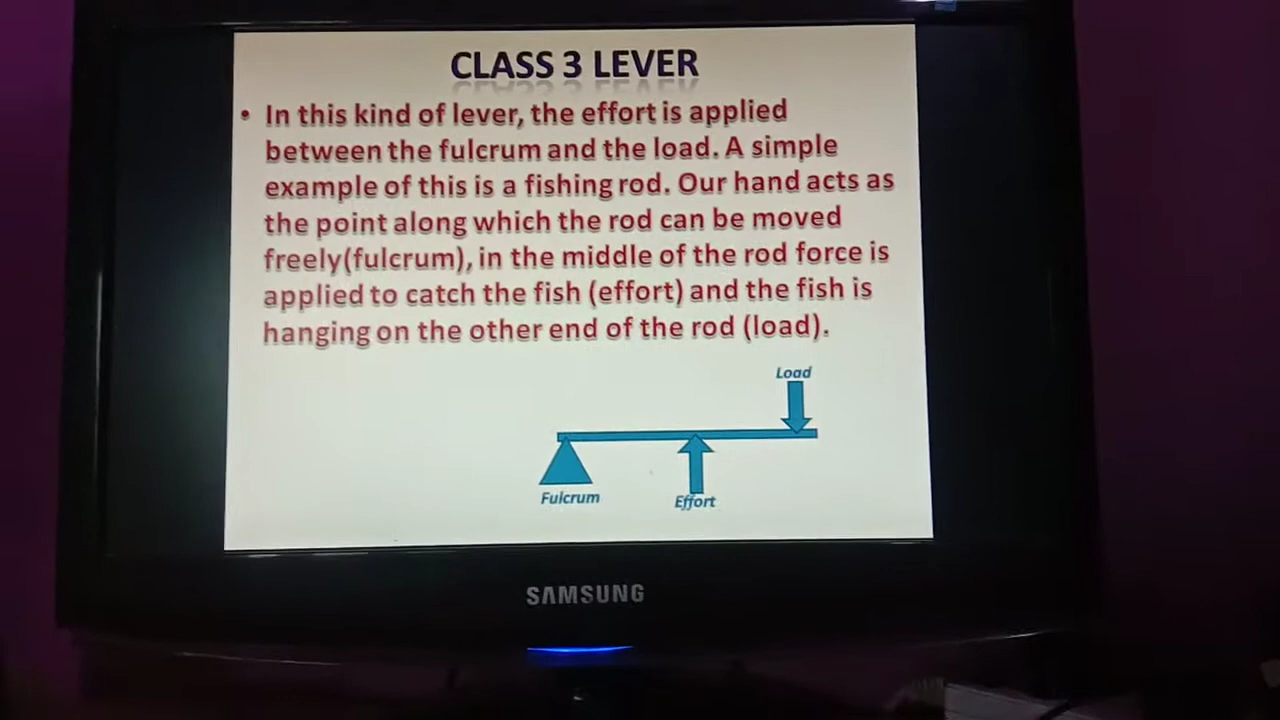 CLASS 3 LEVER
• In this kind of lever, the effort is applied
between the fulcrum and the load. A simple
example of this is a fishing rod. Our hand acts as
the point along which the rod can be moved
freely(fulcrum), in the middle of the rod force is
applied to catch the fish (effort) and the fish is
hanging on the other end of the rod (load).
Load
Fulcrum
Effort
SAMSUNG